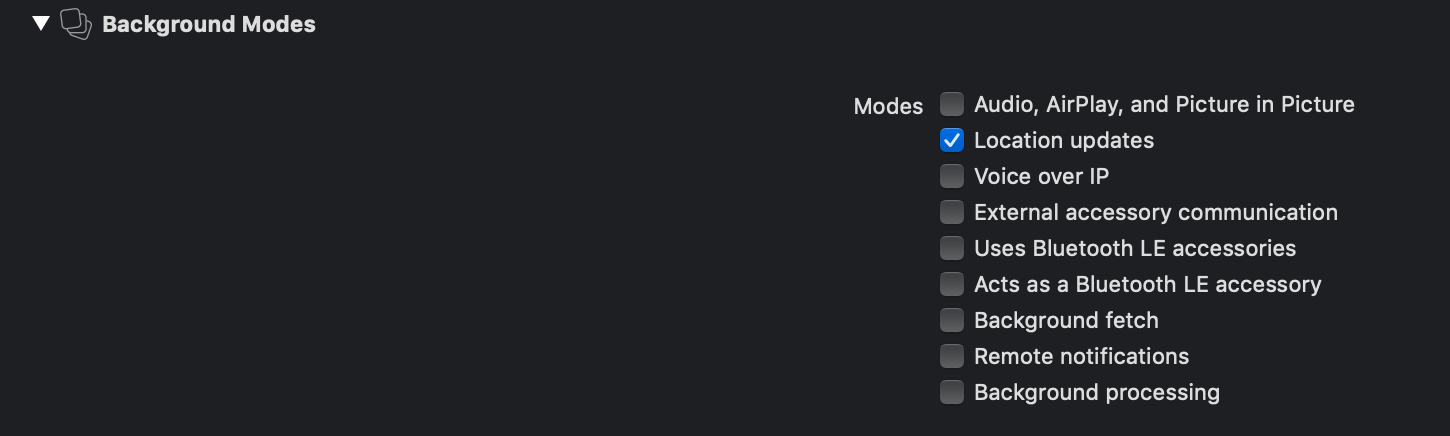 Background Modes
Modes Audio, AirPlay, and Picture in Picture
Location updates
Voice over IP
External accessory communication
Uses Bluetooth LE accessories
Acts as a Bluetooth LE accessory
Background fetch
Remote notifications
Background processing